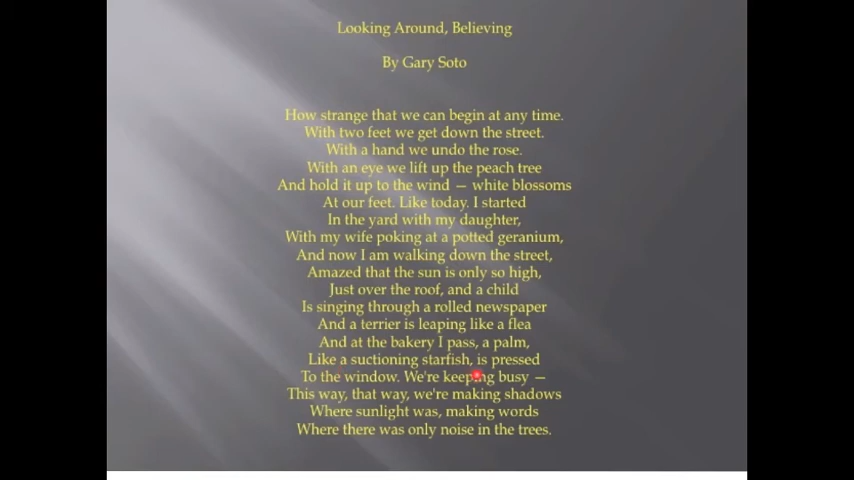 Looking Around, Believing
By Gary Soto
How strange that we can begin at any time.
With two feet we get down the street.
With a hand we undo the rose.
With an eye we lift up the peach tree
And hold it up to the wind — white blossoms
At our feet. Like today. I started
In the yard with my daughter,
With my wife poking at a potted geranium,
And now I am walking down the street,
Amazed that the sun is only so high,
Just over the roof, and a child
Is singing through a rolled newspaper
And a terrier is leaping like a flea
And at the bakery I pass, a palm,
Like a suctioning starfish, is pressed
To the window. We're keeping busy —
This way, that way, we're making shadows
Where sunlight was, making words
Where there was only noise in the trees.